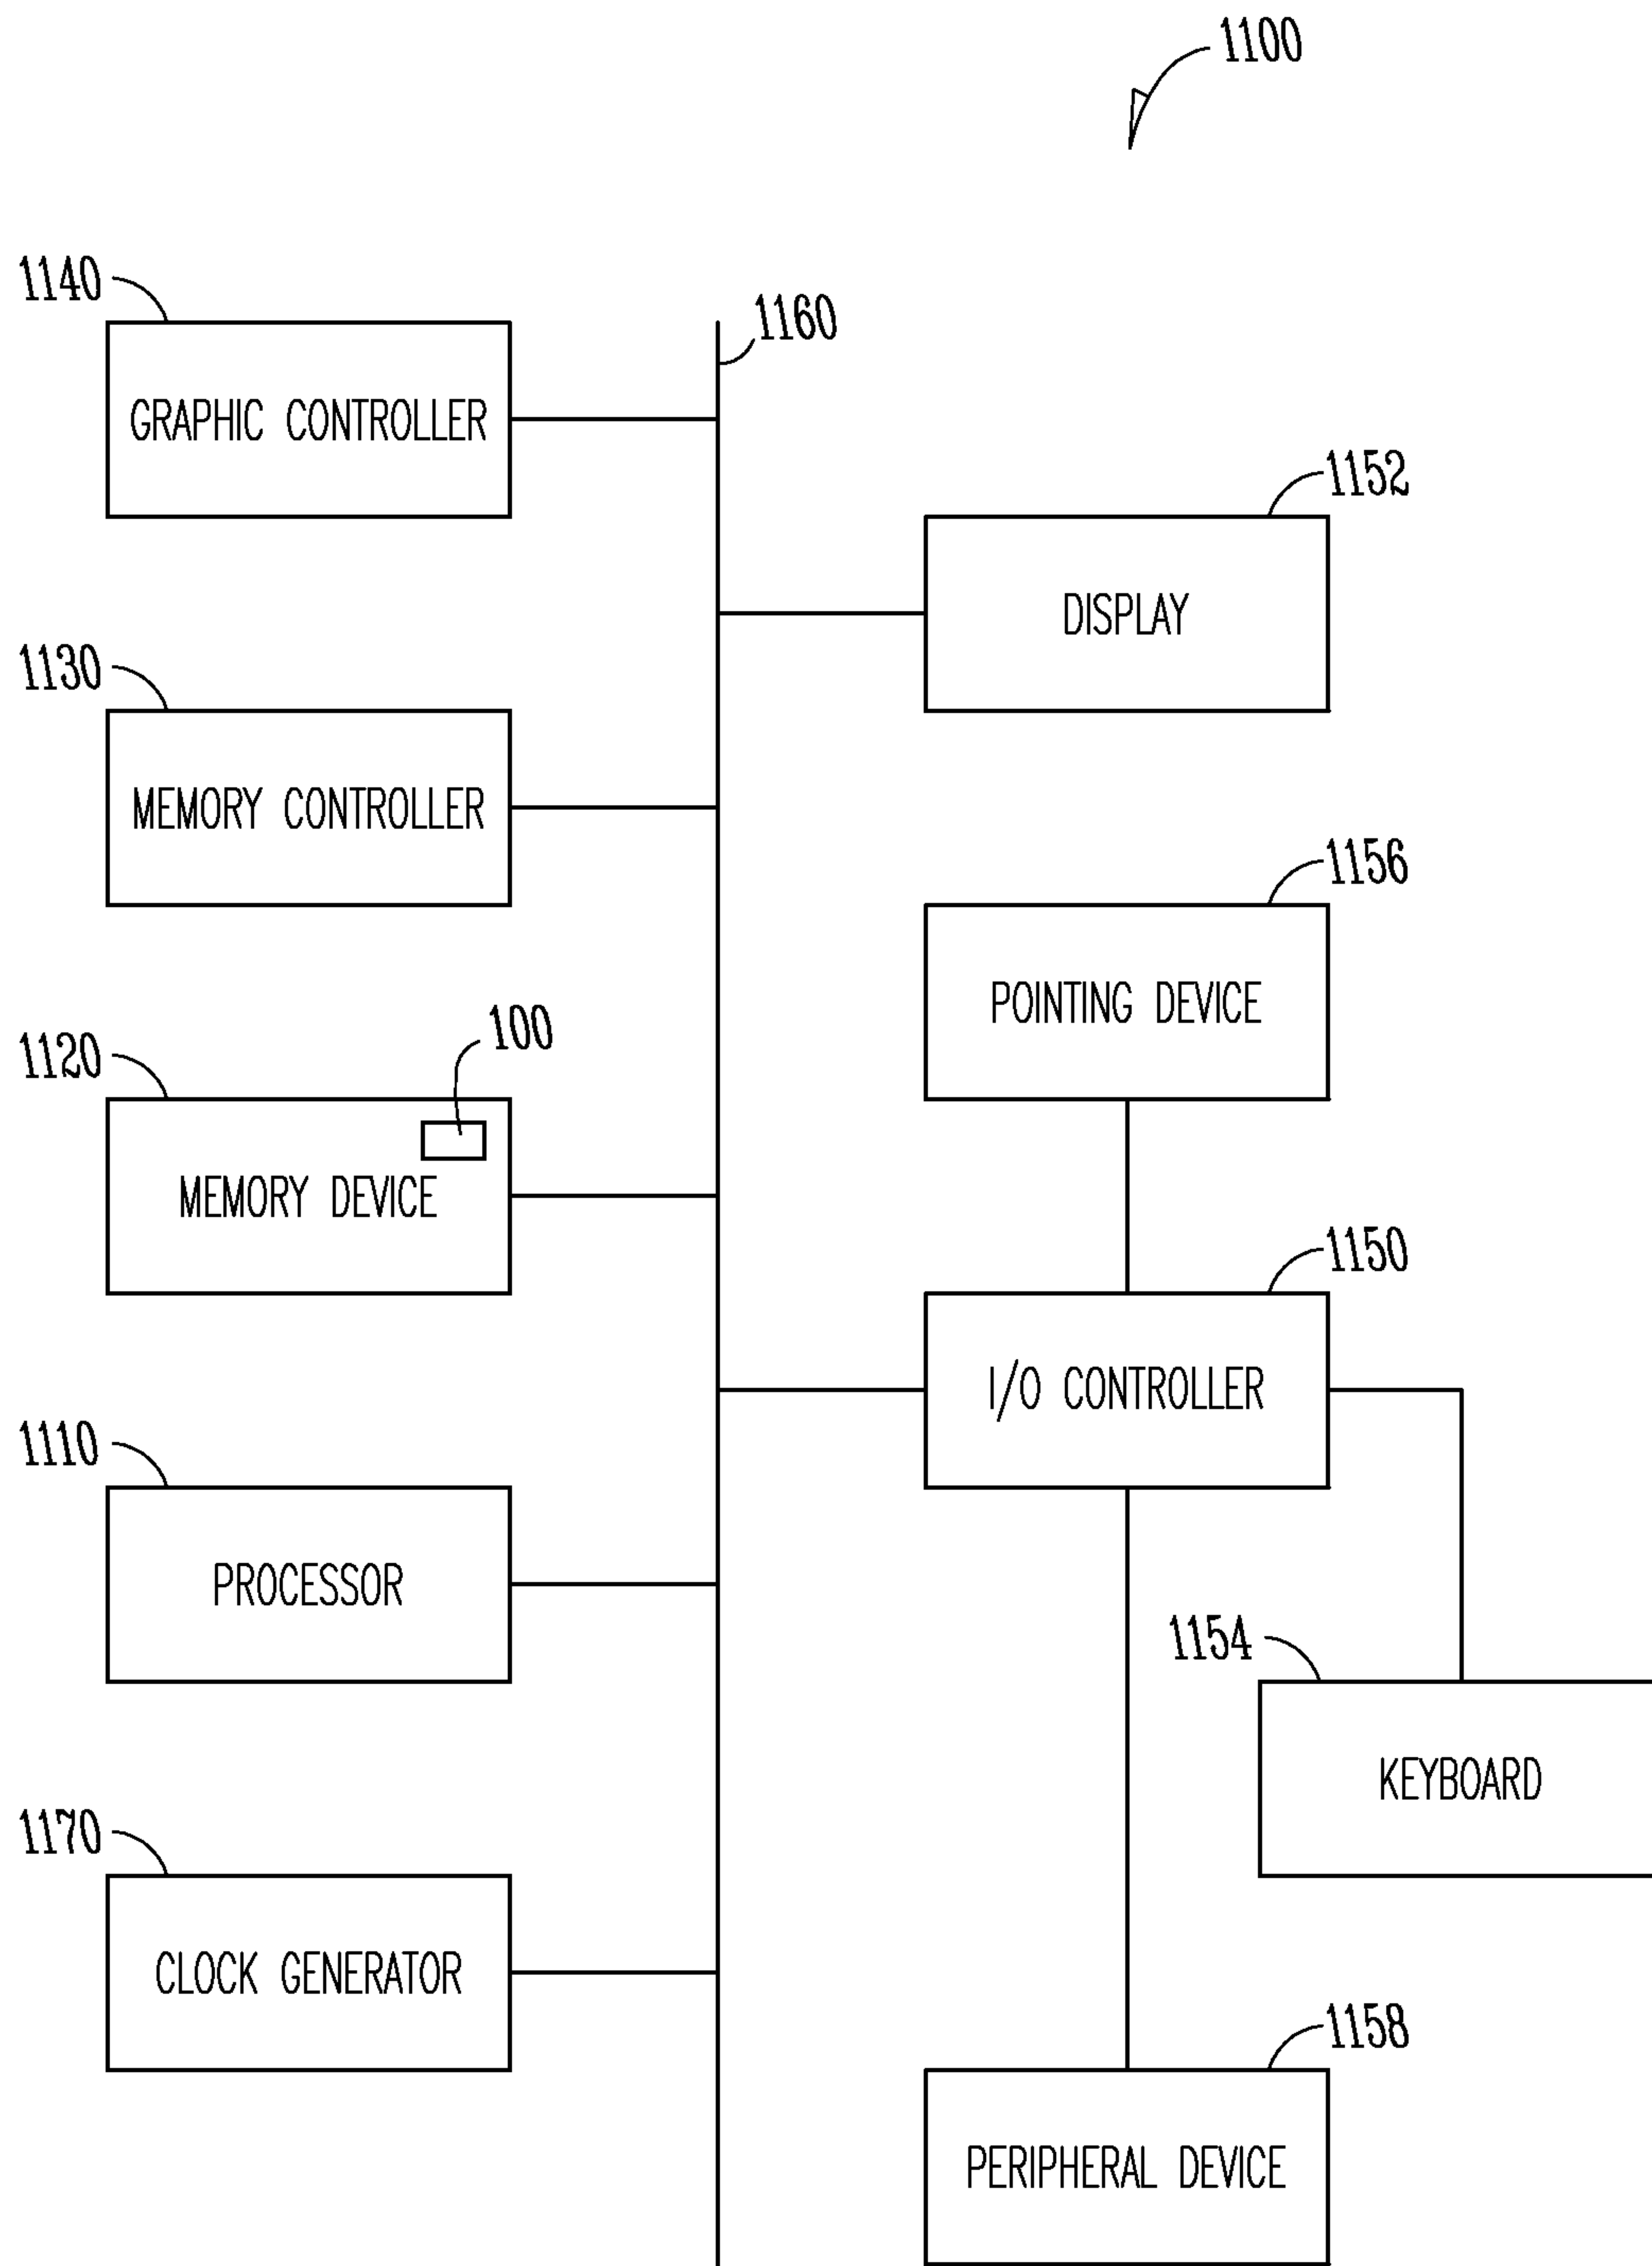 1100
1140
1160
GRAPHIC CONTROLLER
1152
DISPLAY
1130
MEMORY CONTROLLER
1156
POINTING DEVICE
100
1120
MEMORY DEVICE
1150
I/O CONTROLLER
1110
PROCESSOR
1154
KEYBOARD
1170
CLOCK GENERATOR
1158
PERIPHERAL DEVICE